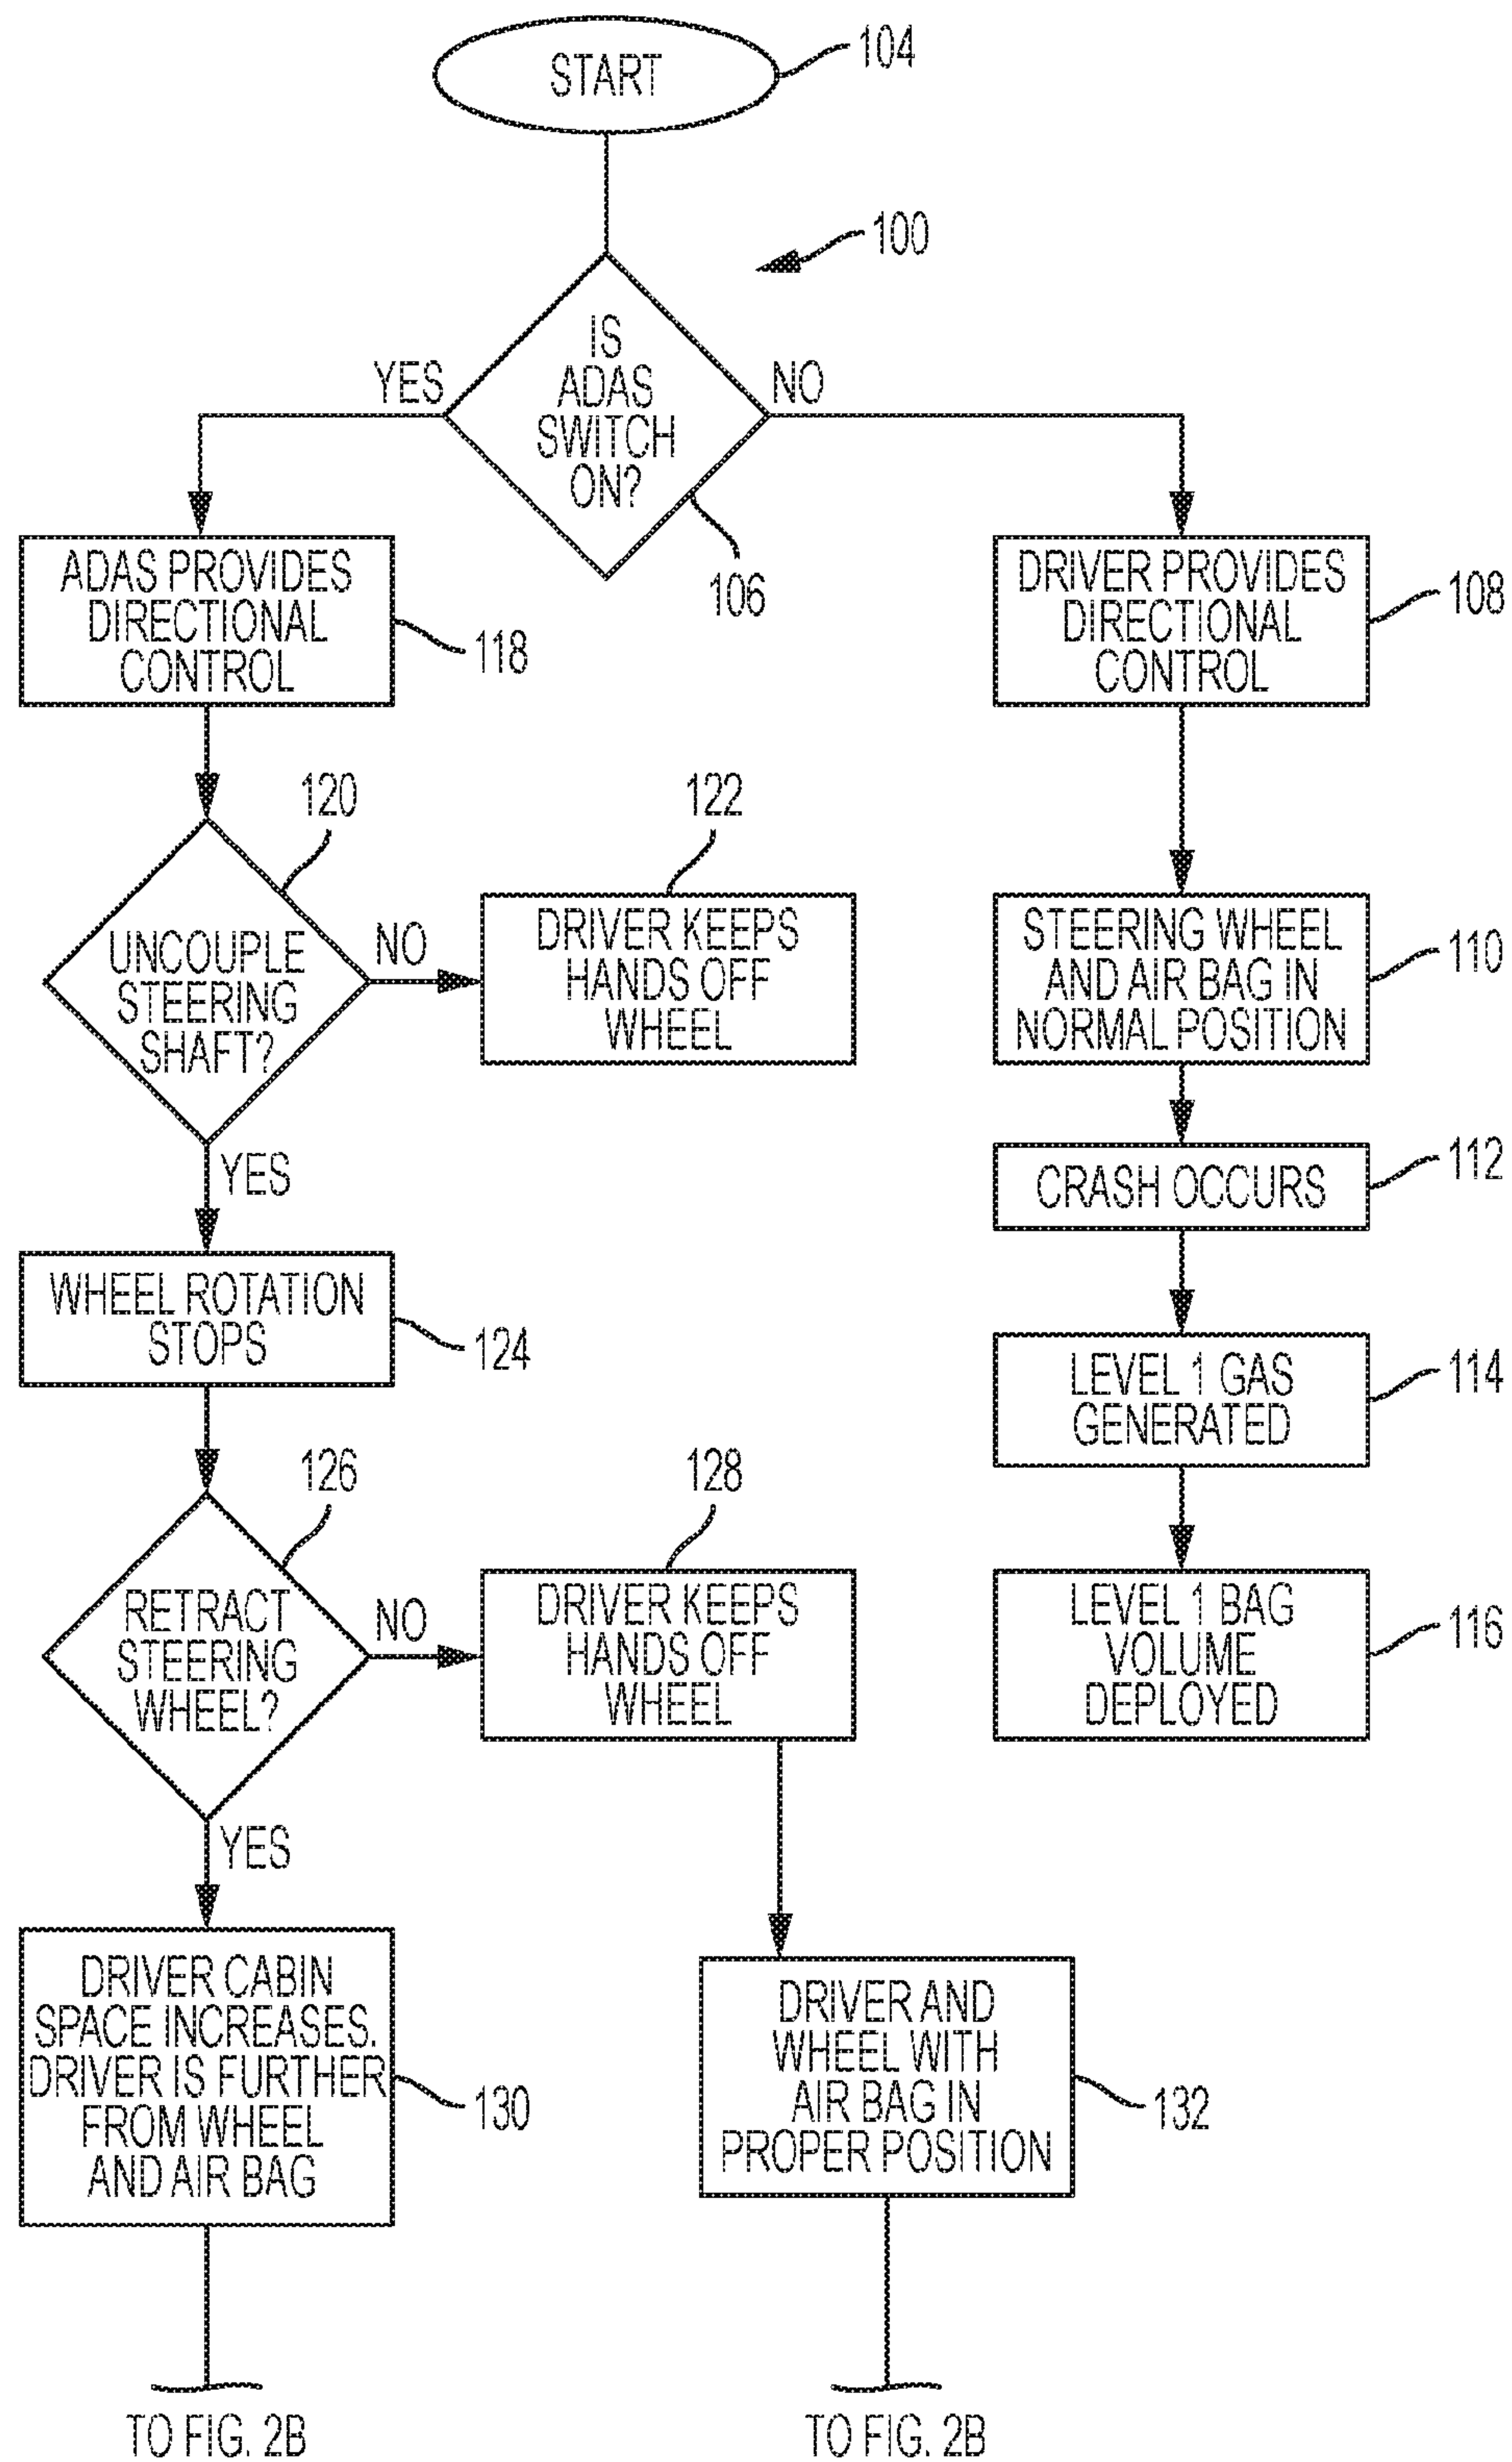 START
104
100
IS
ADAS
SWITCH
ON?
YES
NO
106
ADAS PROVIDES
DIRECTIONAL
CONTROL
118
DRIVER PROVIDES
DIRECTIONAL
CONTROL
108
120
UNCOUPLE
STEERING
SHAFT?
NO
YES
122
DRIVER KEEPS
HANDS OFF
WHEEL
STEERING WHEEL
AND AIR BAG IN
NORMAL POSITION
110
CRASH OCCURS
112
WHEEL ROTATION
STOPS
124
LEVEL 1 GAS
GENERATED
114
126
RETRACT
STEERING
WHEEL?
NO
YES
128
DRIVER KEEPS
HANDS OFF
WHEEL
LEVEL 1 BAG
VOLUME
DEPLOYED
116
DRIVER CABIN
SPACE INCREASES.
DRIVER IS FURTHER
FROM WHEEL
AND AIR BAG
130
DRIVER AND
WHEEL WITH
AIR BAG IN
PROPER POSITION
132
TO FIG. 2B
TO FIG. 2B